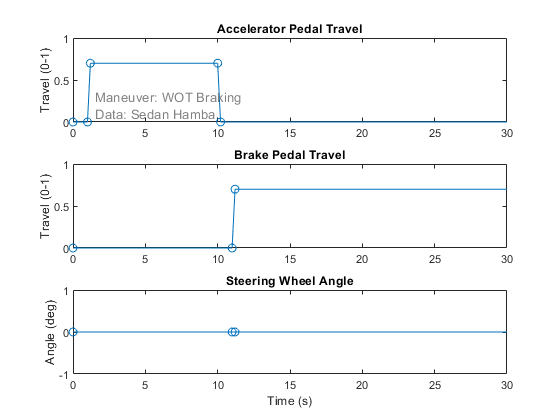 Accelerator Pedal Travel
Travel (0-1)
1
0.5
0
Maneuver: WOT Braking
Data: Sedan Hamba
0 5 10 15 20 25 30
Brake Pedal Travel
Travel (0-1)
1
0.5
0
0 5 10 15 20 25 30
Steering Wheel Angle
Angle (deg)
1
0
-1
0 5 10 15 20 25 30
Time (s)